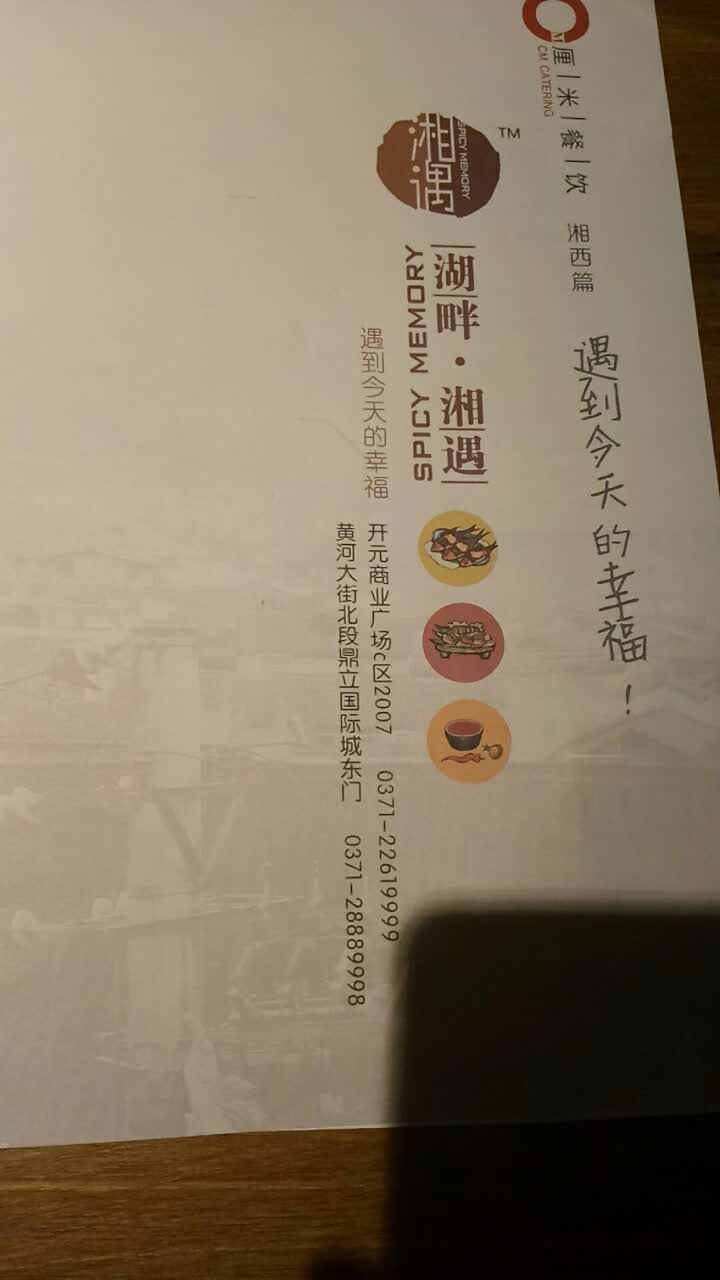 厘|米|餐|饮 湘西篇
CM CATERING
遇到今天的幸福！
湘遇
SPICY MEMORY
TM
湖畔·湘遇
SPICY MEMORY
遇到今天的幸福
开元商业广场c区2007 0371-22619999
黄河大街北段鼎立国际城东门 0371-28889998